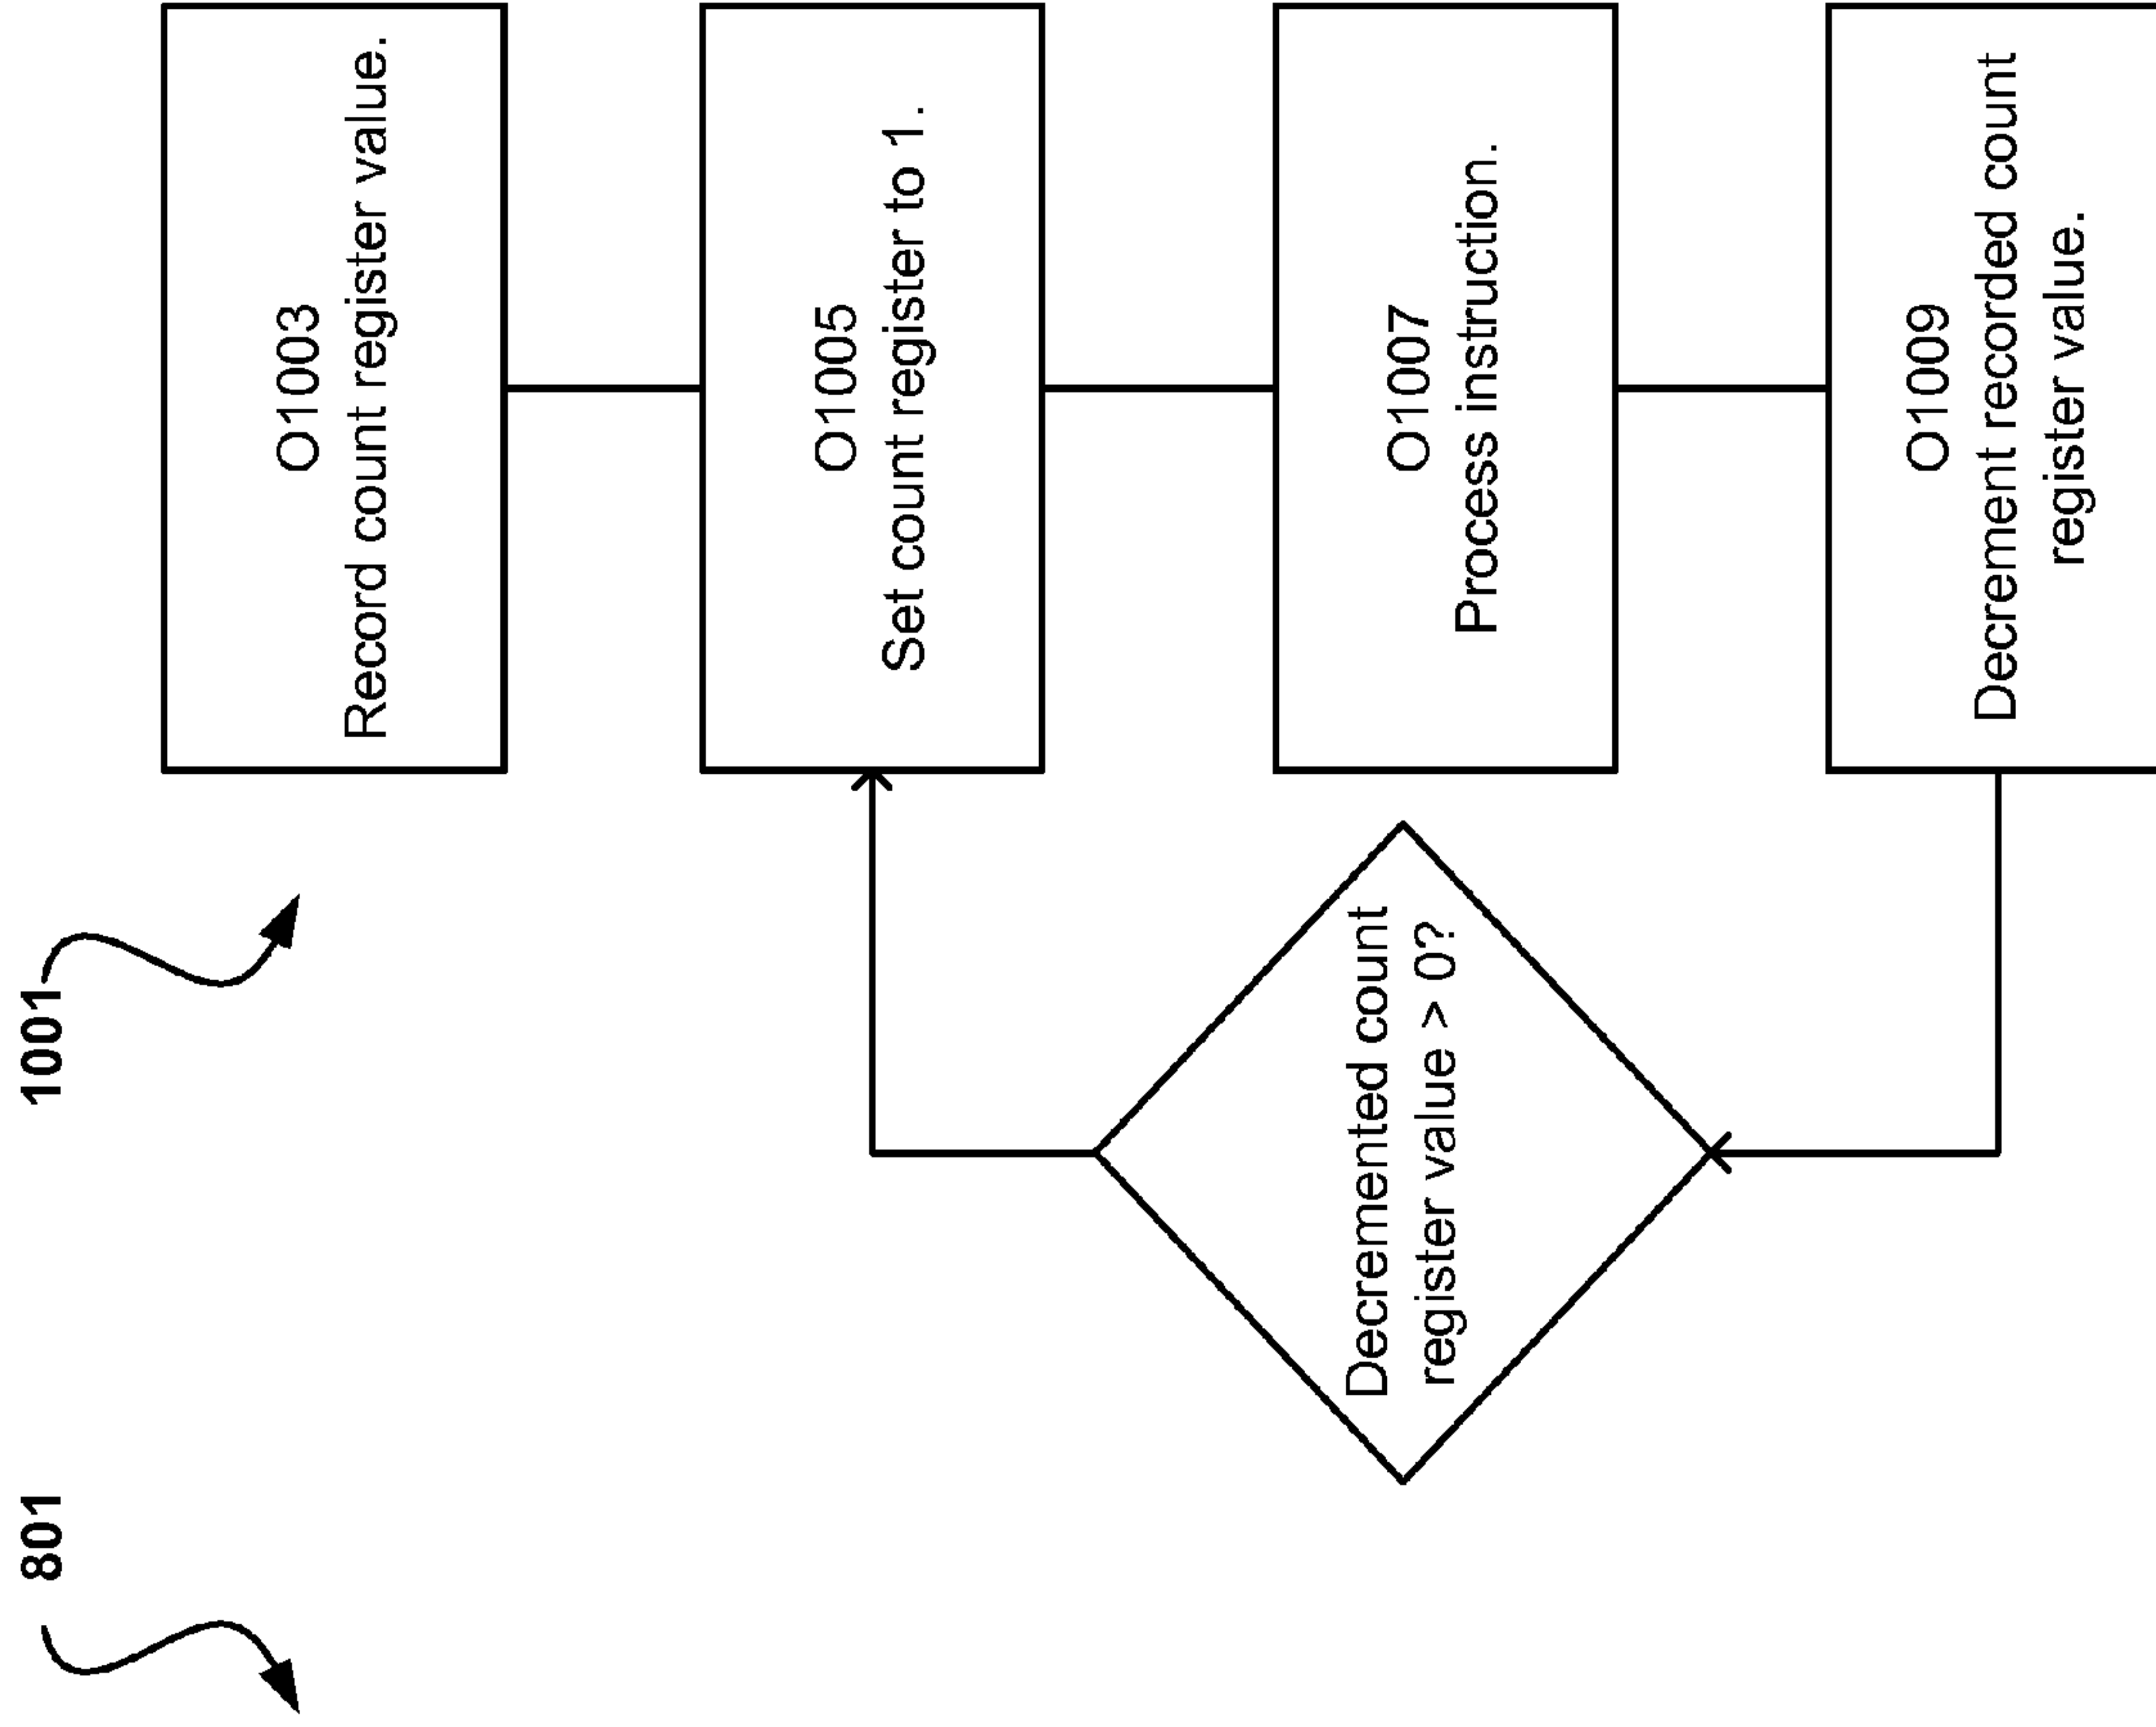 801
1001
O1003
Record count register value.
O1005
Set count register to 1.
Decremented count
register value > 0?
O1007
Process instruction.
O1009
Decrement recorded count
register value.